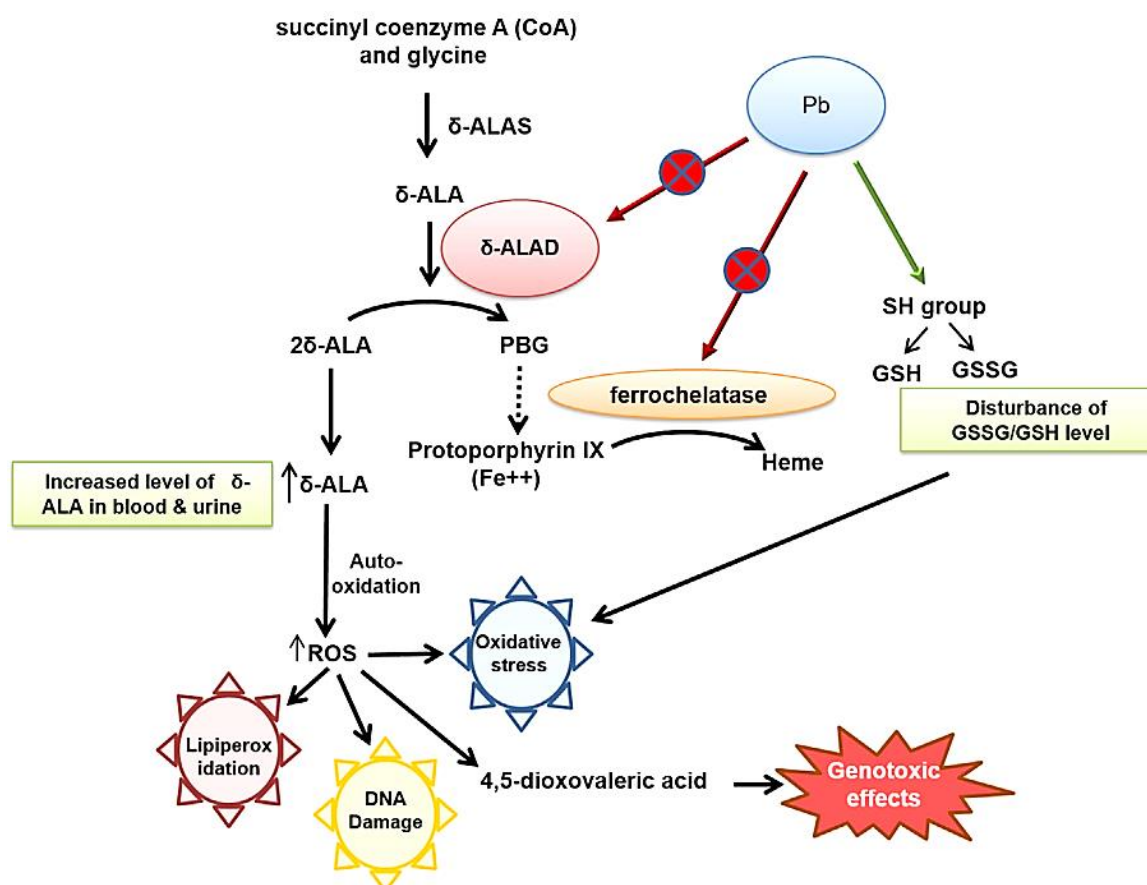 succinyl coenzyme A (CoA)
and glycine
Pb
δ-ALAS
δ-ALA
δ-ALAD
SH group
2δ-ALA
PBG
GSH
GSSG
ferrochelatase
Disturbance of
GSSG/GSH level
Protoporphyrin IX
(Fe++)
Heme
Increased level of δ-
ALA in blood & urine
↑δ-ALA
Auto-
oxidation
↑ROS
Oxidative
stress
Lipiperox
idation
4,5-dioxovaleric acid
Genotoxic
effects
DNA
Damage